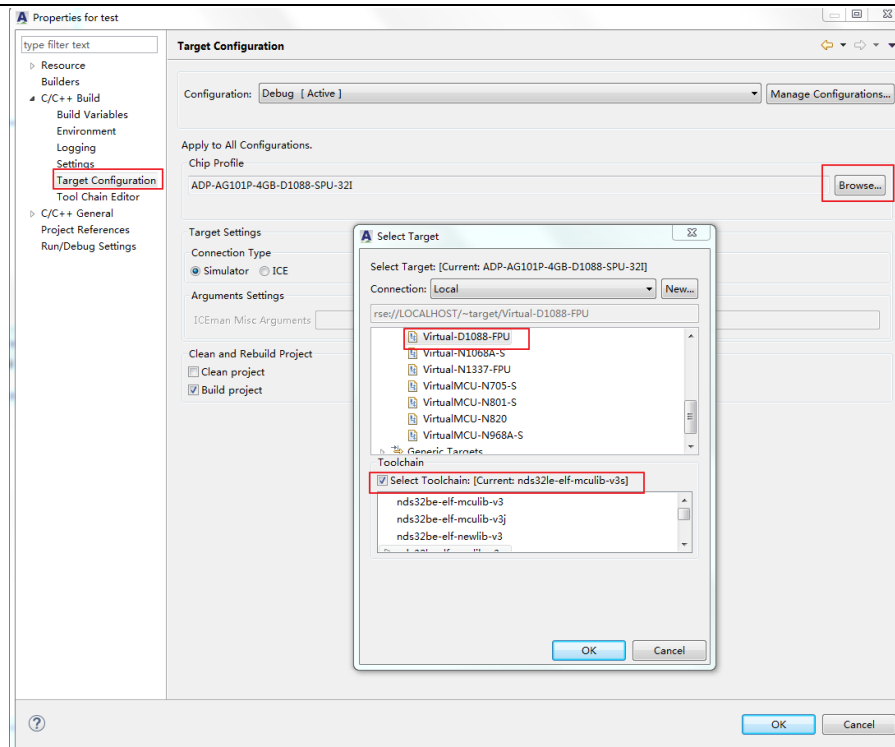 Properties for test
type filter text
Target Configuration
Resource
Builders
C/C++ Build
Build Variables
Environment
Logging
Settings
Target Configuration
Tool Chain Editor
C/C++ General
Project References
Run/Debug Settings
Configuration: Debug [ Active ]
Manage Configurations...
Apply to All Configurations.
Chip Profile
ADP-AG101P-4GB-D1088-SPU-32I
Browse...
Target Settings
Connection Type
Simulator ICE
Arguments Settings
ICEman Misc Arguments
Clean and Rebuild Project
Clean project
Build project
Select Target
Select Target: [Current: ADP-AG101P-4GB-D1088-SPU-32I]
Connection: Local New...
rse://LOCALHOST/~target/Virtual-D1088-FPU
Virtual-D1088-FPU
Virtual-N1068A-S
Virtual-N1337-FPU
VirtualMCU-N705-S
VirtualMCU-N801-S
VirtualMCU-N820
VirtualMCU-N968A-S
Generic Targets
Toolchain
Select Toolchain: [Current: nds32le-elf-mculib-v3s]
nds32be-elf-mculib-v3
nds32be-elf-mculib-v3j
nds32be-elf-newlib-v3
OK Cancel
OK Cancel